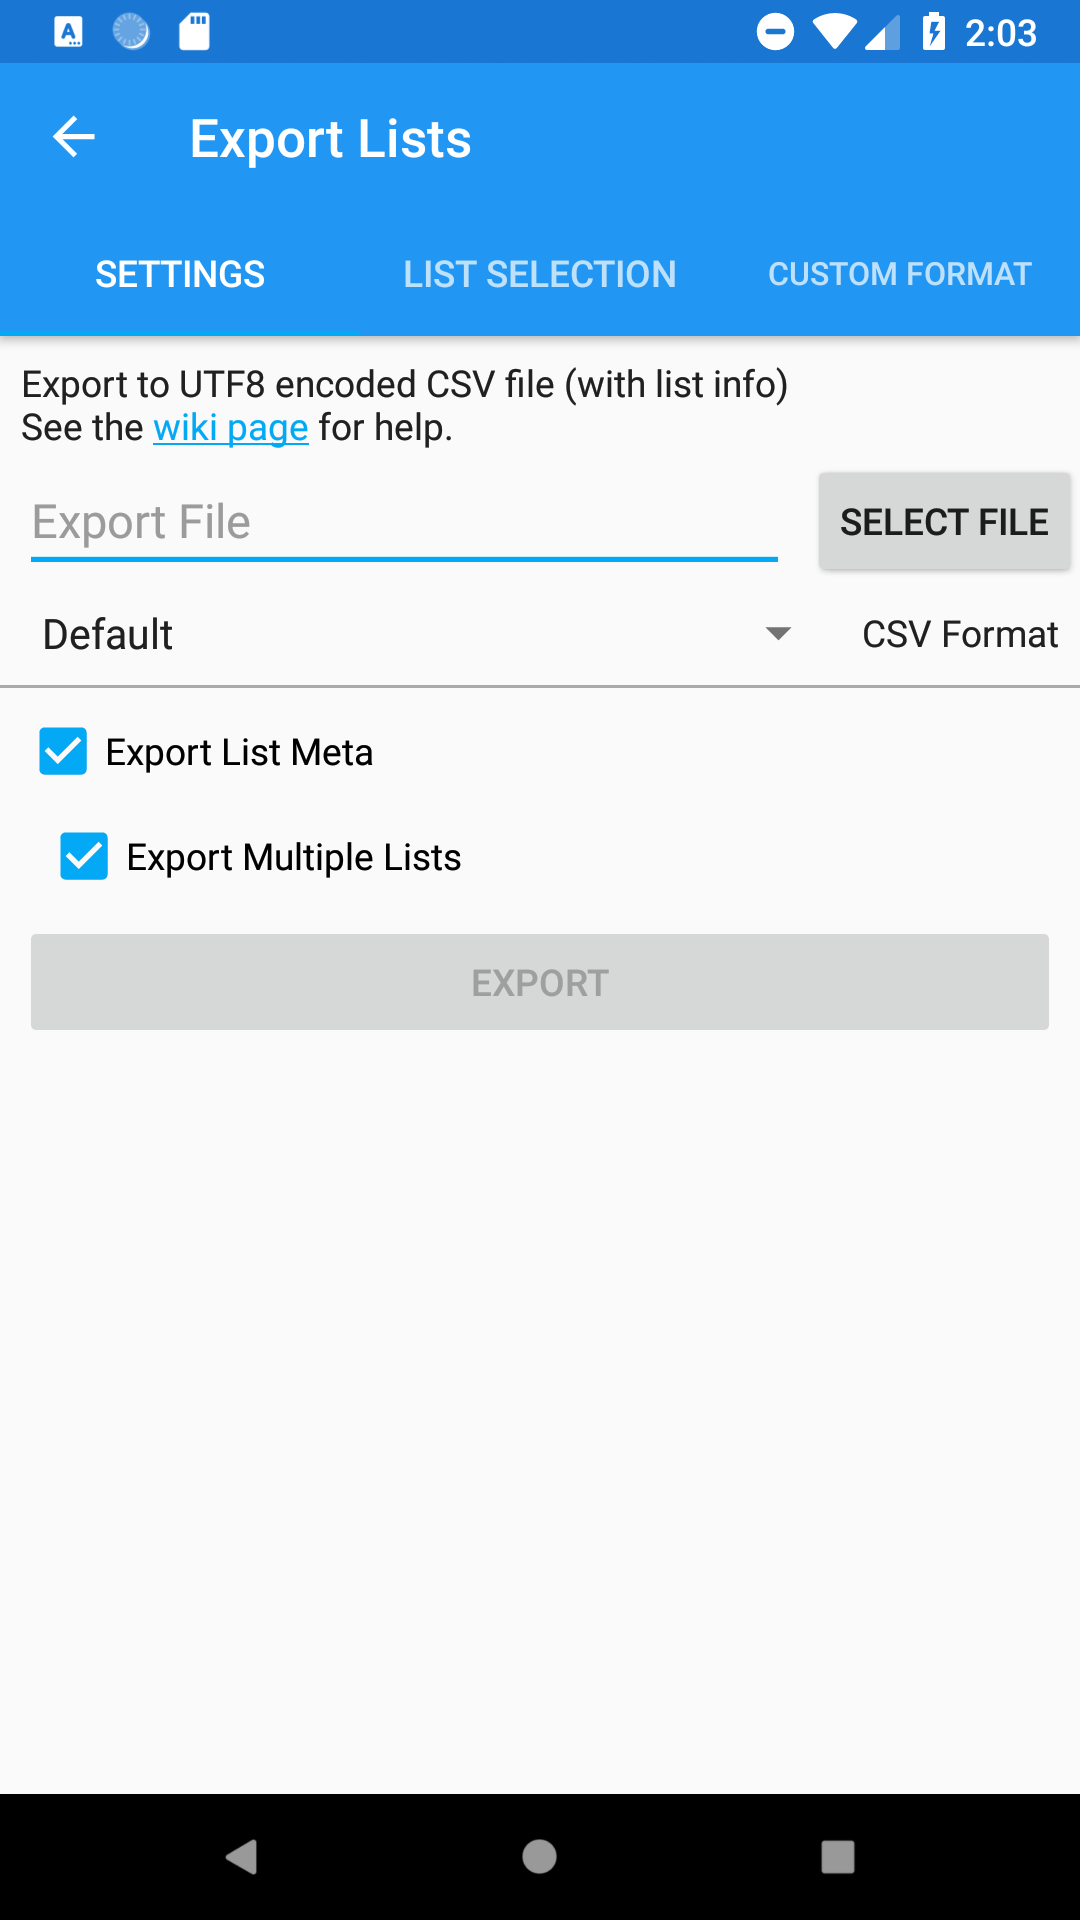 2:03
Export Lists
SETTINGS
LIST SELECTION
CUSTOM FORMAT
Export to UTF8 encoded CSV file (with list info)
See the wiki page for help.
Export File
SELECT FILE
Default
CSV Format
Export List Meta
Export Multiple Lists
EXPORT